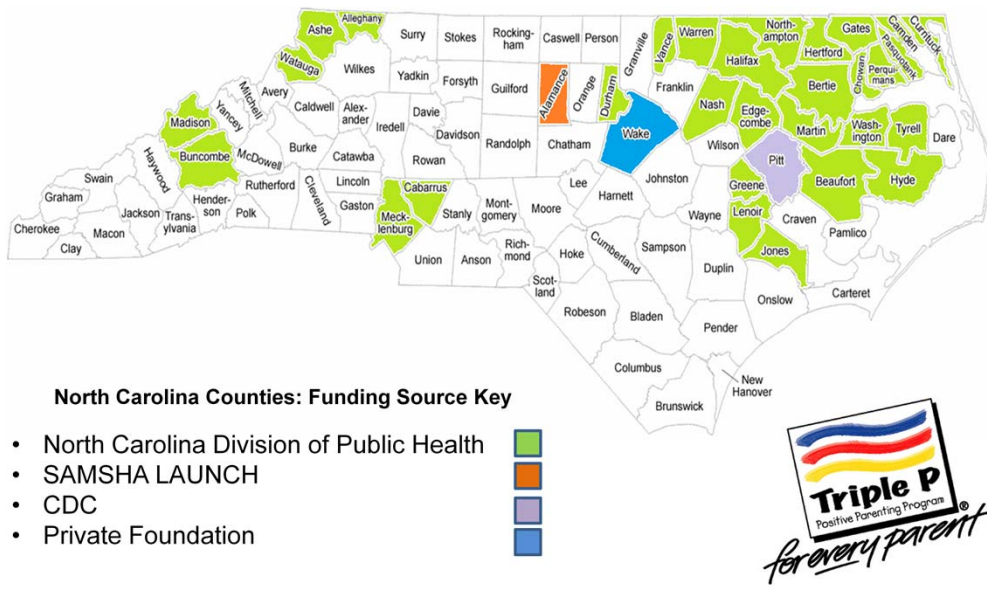 Ashe
Alleghany
Surry
Stokes
Rocking-
ham
Caswell
Person
Granville
Vance
Warren
North-
ampton
Gates
Camden
Currituck
Pasquotank
Hertford
Halifax
Watauga
Wilkes
Yadkin
Forsyth
Guilford
Alamance
Orange
Durham
Franklin
Nash
Edge-
combe
Bertie
Chowan
Perqui-
mans
Mitchell
Avery
Yancey
Madison
Caldwell
Alex-
ander
Iredell
Davie
Davidson
Randolph
Chatham
Wake
Wilson
Martin
Wash-
ington
Tyrell
Dare
Buncombe
McDowell
Burke
Catawba
Rowan
Pitt
Beaufort
Hyde
Greene
Haywood
Swain
Graham
Cherokee
Clay
Macon
Jackson
Tran-
sylvania
Hender-
son
Polk
Rutherford
Cleveland
Lincoln
Gaston
Meck-
lenburg
Cabarrus
Stanly
Mont-
gomery
Moore
Lee
Harnett
Johnston
Wayne
Lenoir
Craven
Pamlico
Jones
Union
Anson
Rich-
mond
Scot-
land
Hoke
Cumberland
Sampson
Duplin
Onslow
Carteret
Robeson
Bladen
Pender
Columbus
New
Hanover
Brunswick
North Carolina Counties: Funding Source Key
• North Carolina Division of Public Health
• SAMSHA LAUNCH
• CDC
• Private Foundation
Triple P
Positive Parenting Program
®
for every parent